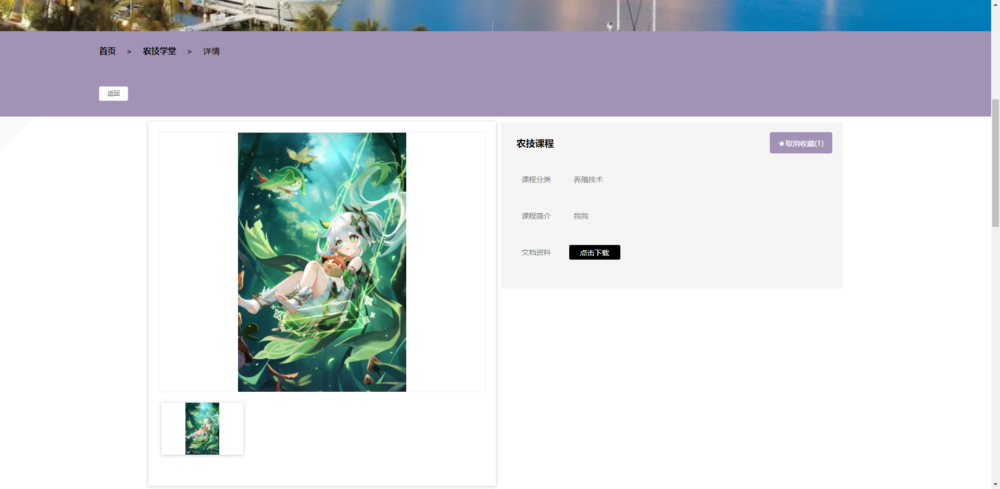 首页 > 农技学堂 > 详情
返回
农技课程
★取消收藏(1)
课程分类 养殖技术
课程简介 我我
文档资料 点击下载